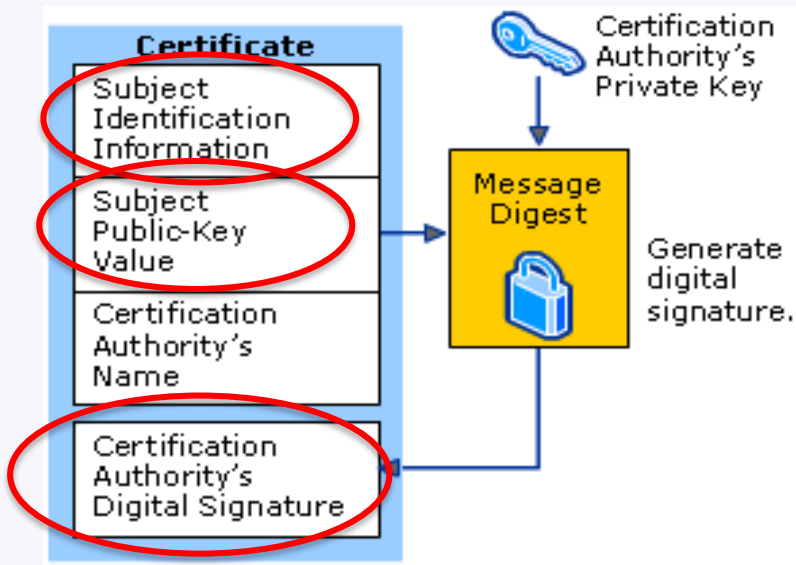 Certificate
Subject
Identification
Information
Subject
Public-Key
Value
Certification
Authority's
Name
Certification
Authority's
Digital Signature
Certification
Authority's
Private Key
Message
Digest
Generate
digital
signature.